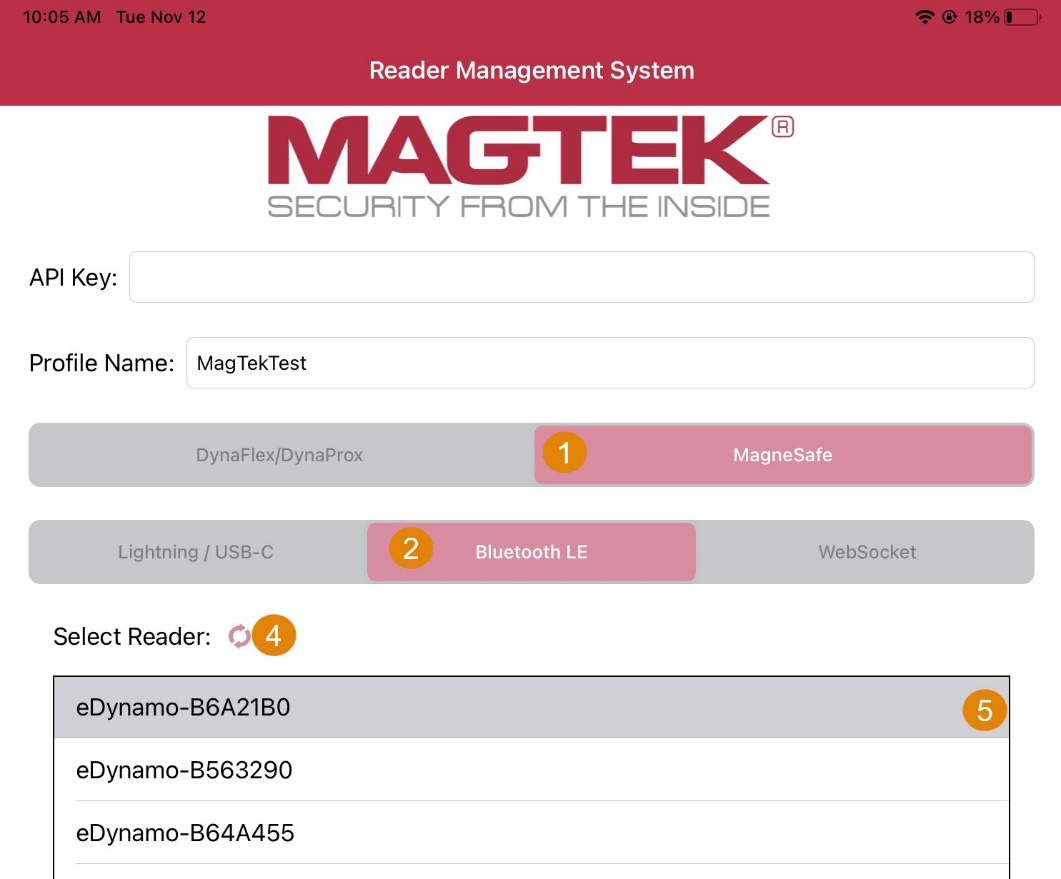 10:05 AM Tue Nov 12 18%
Reader Management System
MAGTEK®
SECURITY FROM THE INSIDE
API Key:
Profile Name: MagTekTest
DynaFlex/DynaProx 1 MagneSafe
Lightning / USB-C 2 Bluetooth LE WebSocket
Select Reader: 4
eDynamo-B6A21B0 5
eDynamo-B563290
eDynamo-B64A455